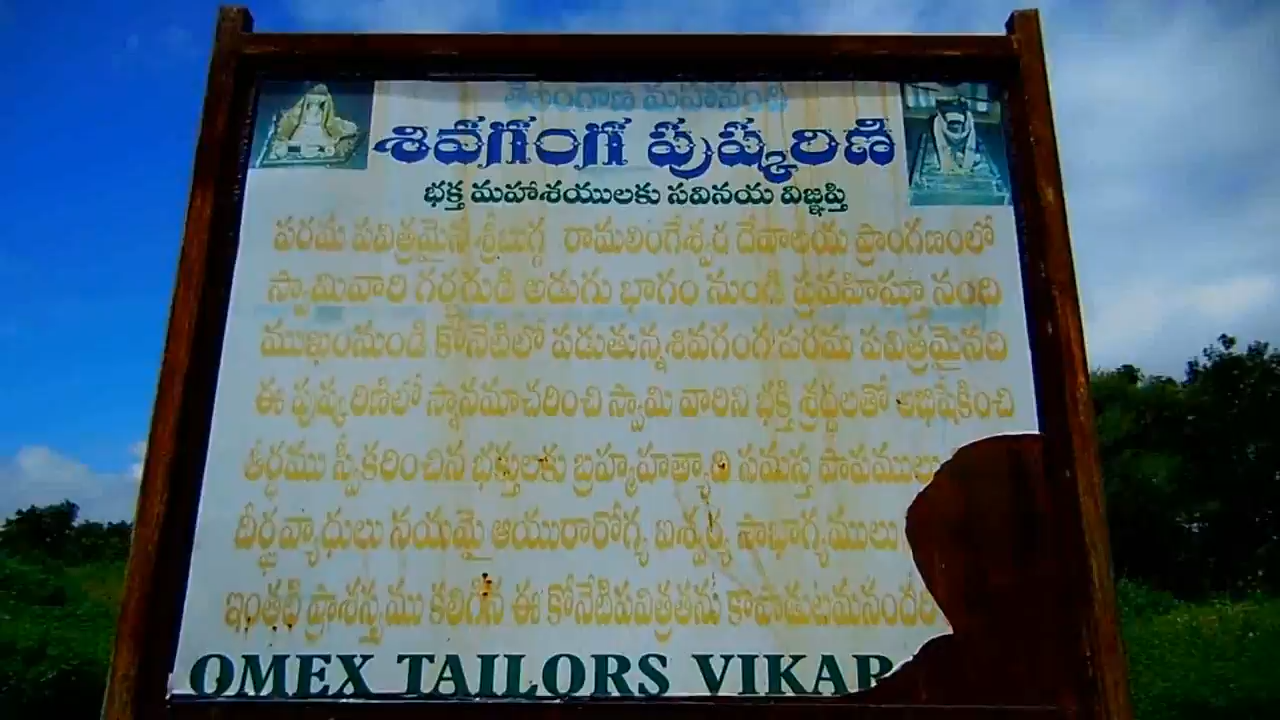 తెలంగాణ మహానంది
శివగంగ పుష్కరిణి
భక్త మహాశయులకు సవినయ విజ్ఞప్తి
పరమ పవిత్రమైన శ్రీబుగ్గ రామలింగేశ్వర దేవాలయ ప్రాంగణంలో
స్వామివారి గర్భగుడి అడుగు భాగం నుండి ప్రవహిస్తూ నంది
ముఖంనుండి కోనేటిలో పడుతున్నశివగంగ పరమ పవిత్రమైనది
ఈ పుష్కరిణిలో స్నానమాచరించి స్వామి వారిని భక్తి శ్రద్ధలతో అభిషేకించి
తీర్థము స్వీకరించిన భక్తులకు బ్రహ్మహత్యాది సమస్త పాపములు
దీర్ఘవ్యాధులు నయమై ఆయురారోగ్య ఐశ్వర్య సౌభాగ్యములు
ఇంతటి ప్రాశస్త్యము కలిగిన ఈ కోనేటిపవిత్రతను కాపాడుటమనందరి
OMEX TAILORS VIKAR